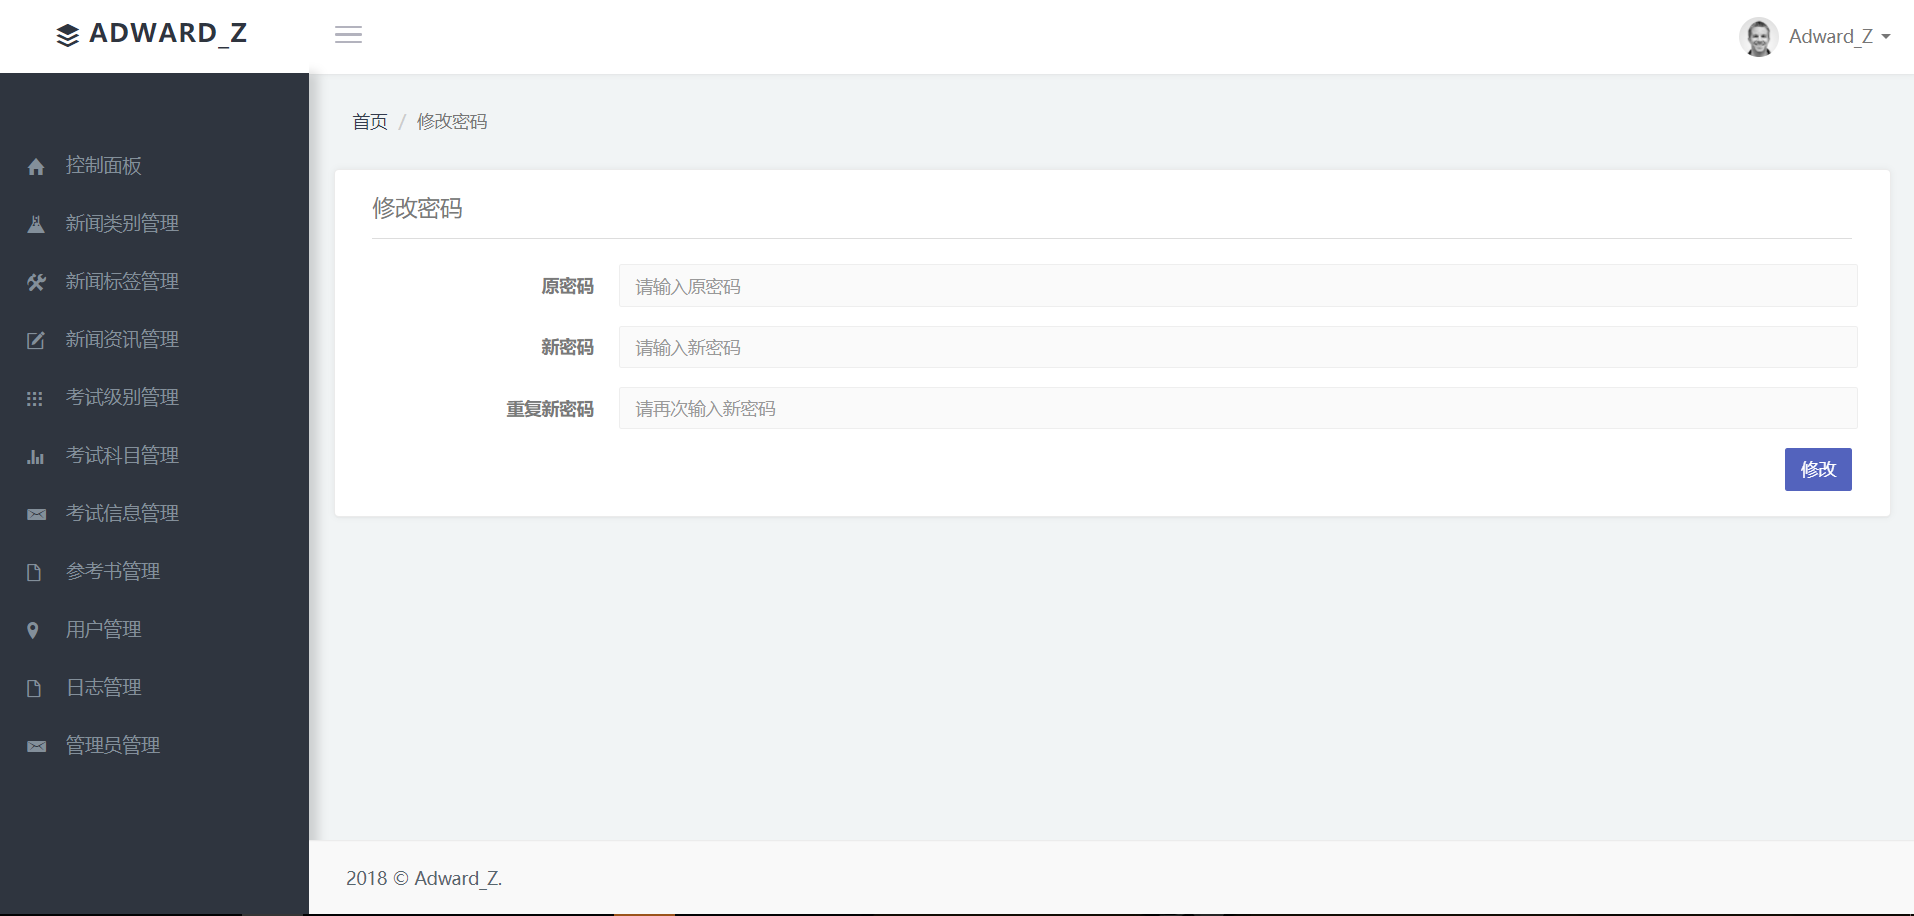 ADWARD_Z
Adward_Z
首页 / 修改密码
控制面板
新闻类别管理
新闻标签管理
新闻资讯管理
考试级别管理
考试科目管理
考试信息管理
参考书管理
用户管理
日志管理
管理员管理
修改密码
原密码 请输入原密码
新密码 请输入新密码
重复新密码 请再次输入新密码
修改
2018 © Adward_Z.